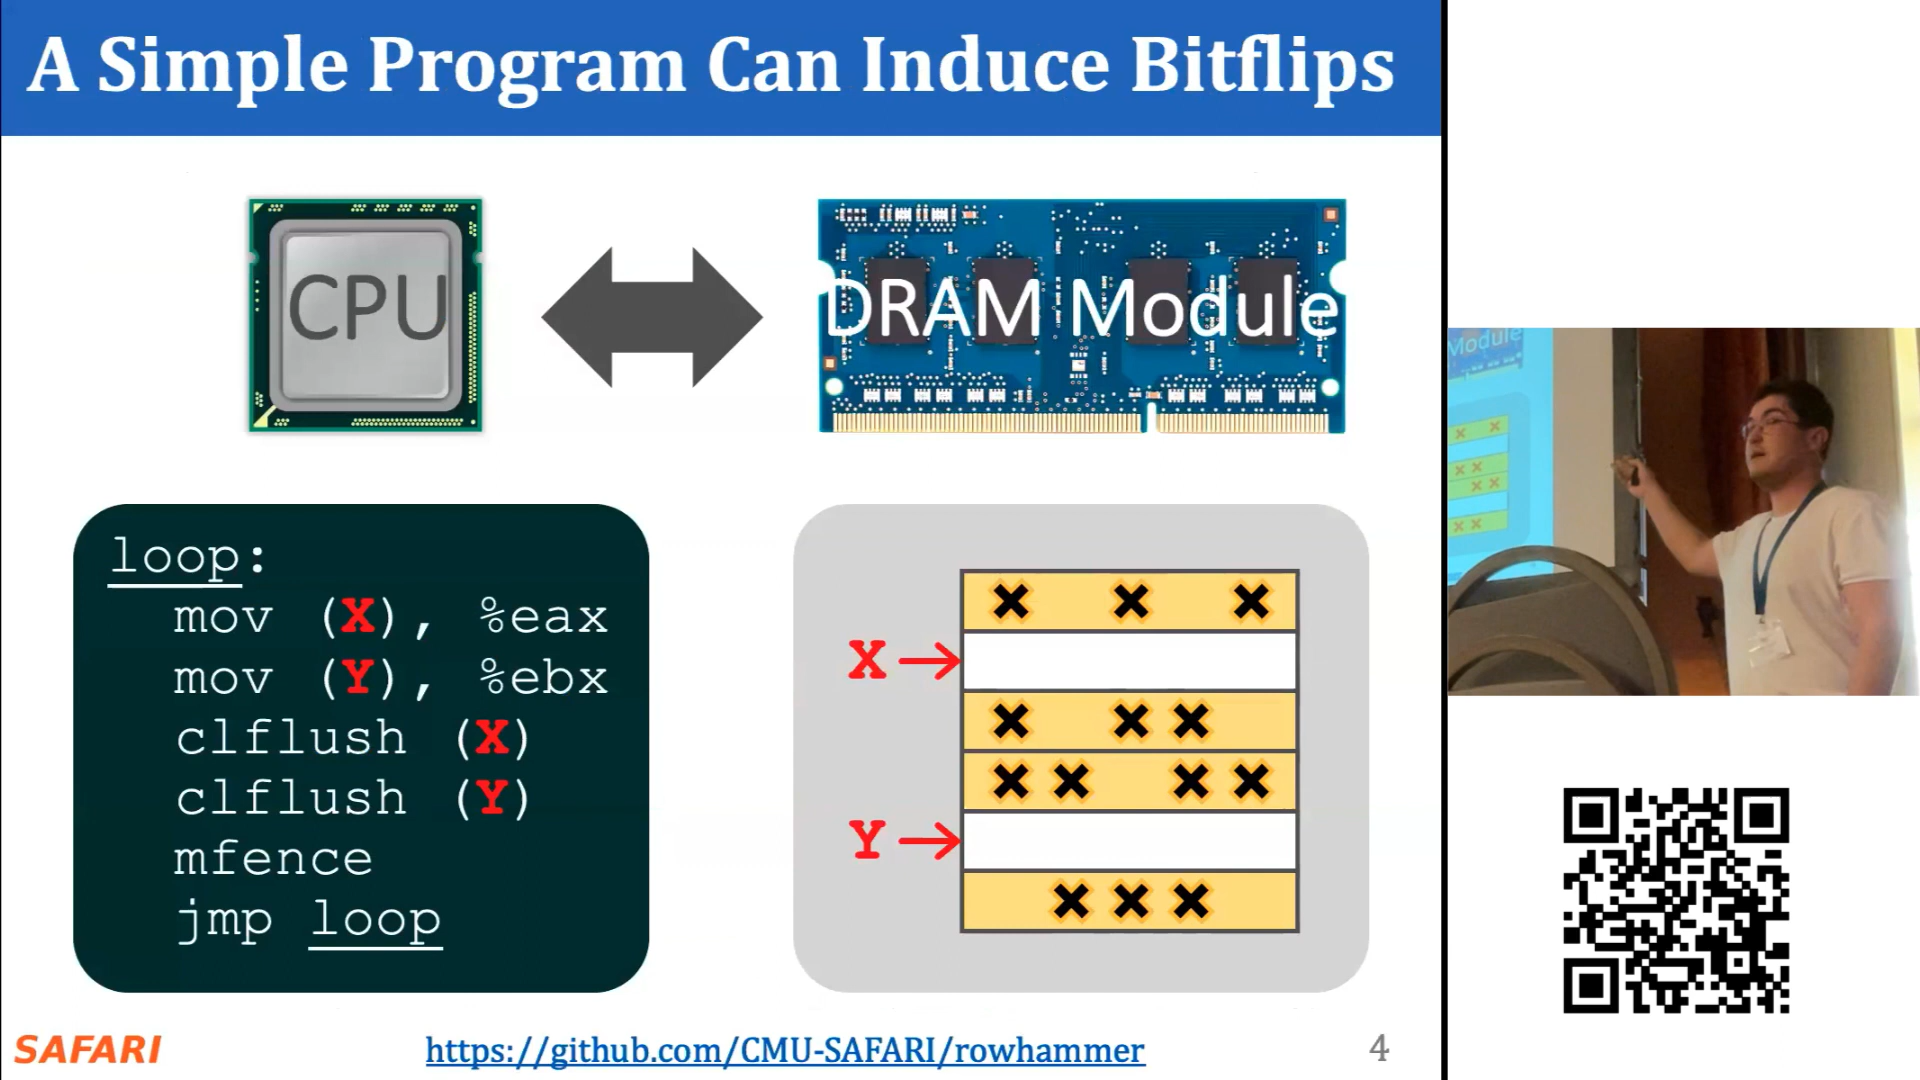 A Simple Program Can Induce Bitflips
CPU
DRAM Module
loop:
mov (X), %eax
mov (Y), %ebx
clflush (X)
clflush (Y)
mfence
jmp loop
X
Y
SAFARI
https://github.com/CMU-SAFARI/rowhammer
4
Module